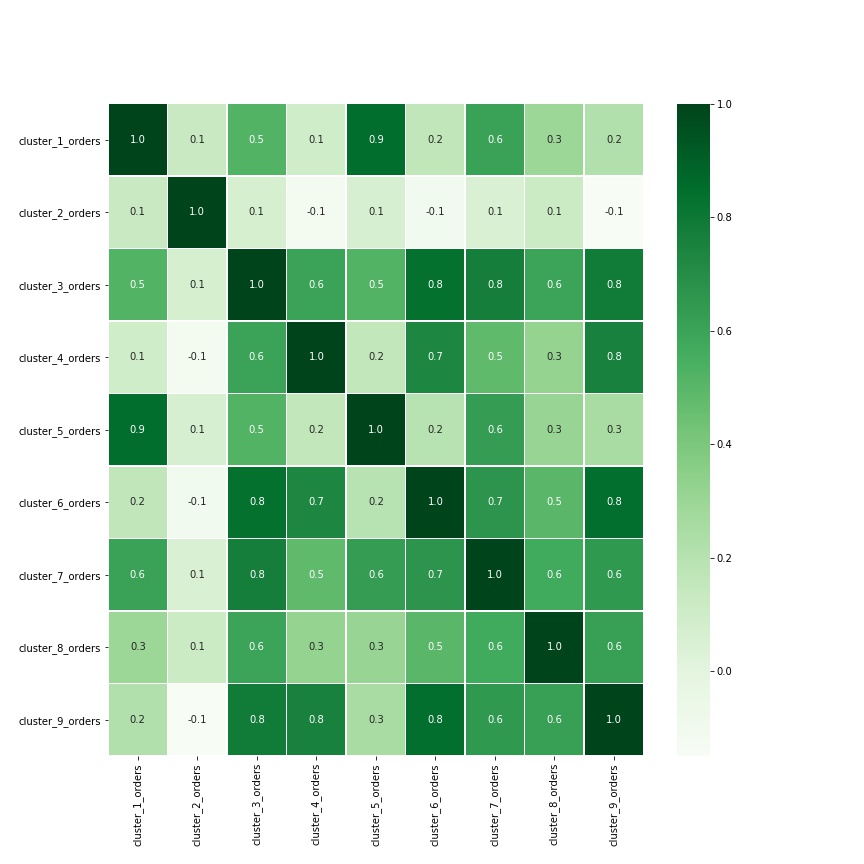 cluster_1_orders 1.0 0.1 0.5 0.1 0.9 0.2 0.6 0.3 0.2
cluster_2_orders 0.1 1.0 0.1 -0.1 0.1 -0.1 0.1 0.1 -0.1
cluster_3_orders 0.5 0.1 1.0 0.6 0.5 0.8 0.8 0.6 0.8
cluster_4_orders 0.1 -0.1 0.6 1.0 0.2 0.7 0.5 0.3 0.8
cluster_5_orders 0.9 0.1 0.5 0.2 1.0 0.2 0.6 0.3 0.3
cluster_6_orders 0.2 -0.1 0.8 0.7 0.2 1.0 0.7 0.5 0.8
cluster_7_orders 0.6 0.1 0.8 0.5 0.6 0.7 1.0 0.6 0.6
cluster_8_orders 0.3 0.1 0.6 0.3 0.3 0.5 0.6 1.0 0.6
cluster_9_orders 0.2 -0.1 0.8 0.8 0.3 0.8 0.6 0.6 1.0
cluster_1_orders
cluster_2_orders
cluster_3_orders
cluster_4_orders
cluster_5_orders
cluster_6_orders
cluster_7_orders
cluster_8_orders
cluster_9_orders
1.0
0.8
0.6
0.4
0.2
0.0